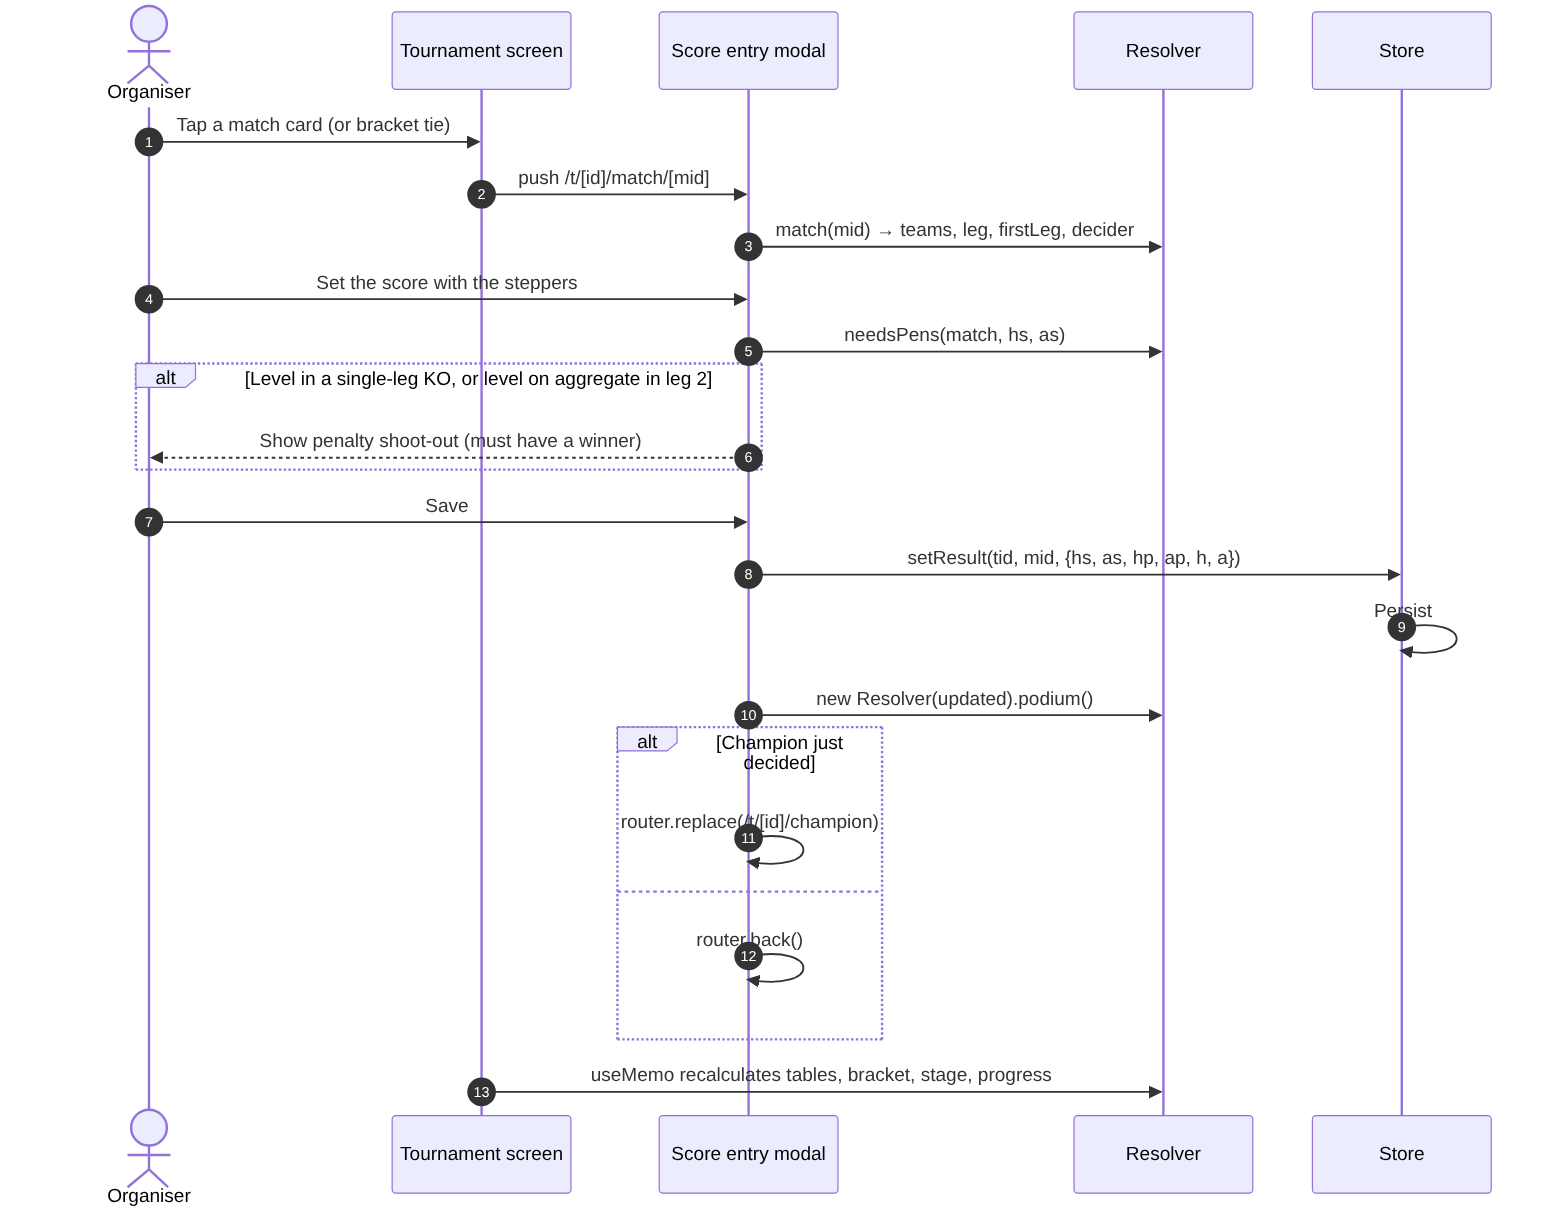 Organiser
Tournament screen
Score entry modal
Resolver
Store
Tap a match card (or bracket tie)
1
push /t/[id]/match/[mid]
2
match(mid) → teams, leg, firstLeg, decider
3
Set the score with the steppers
4
needsPens(match, hs, as)
5
alt
[Level in a single-leg KO, or level on aggregate in leg 2]
Show penalty shoot-out (must have a winner)
6
Save
7
setResult(tid, mid, {hs, as, hp, ap, h, a})
8
Persist
9
new Resolver(updated).podium()
10
alt
[Champion just
decided]
router.replace(/t/[id]/champion)
11
router.back()
12
useMemo recalculates tables, bracket, stage, progress
13
Organiser
Tournament screen
Score entry modal
Resolver
Store